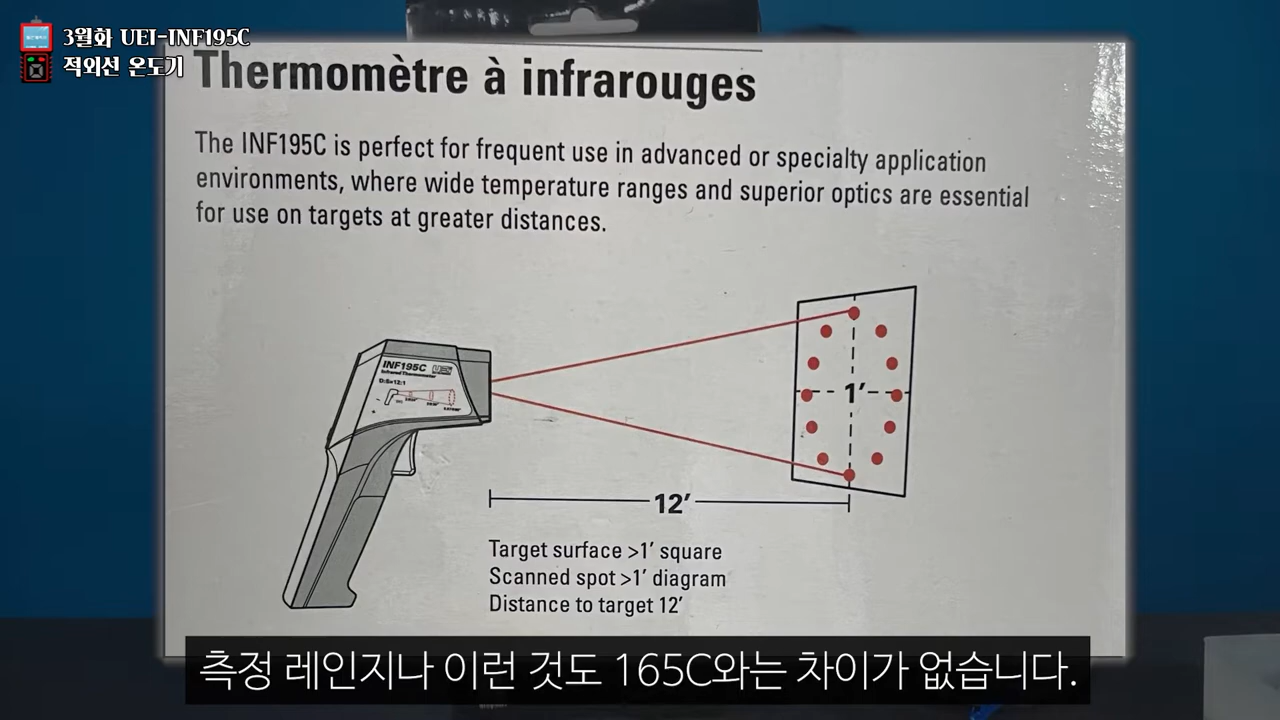 3월화 UEI-INF195C
적외선 온도기
Thermomètre à infrarouges
The INF195C is perfect for frequent use in advanced or specialty application
environments, where wide temperature ranges and superior optics are essential
for use on targets at greater distances.
INF195C UEi
Infrared Thermometer
D:S=12:1
1′
12′
Target surface >1′ square
Scanned spot >1′ diagram
Distance to target 12′
측정 레인지나 이런 것도 165C와는 차이가 없습니다.